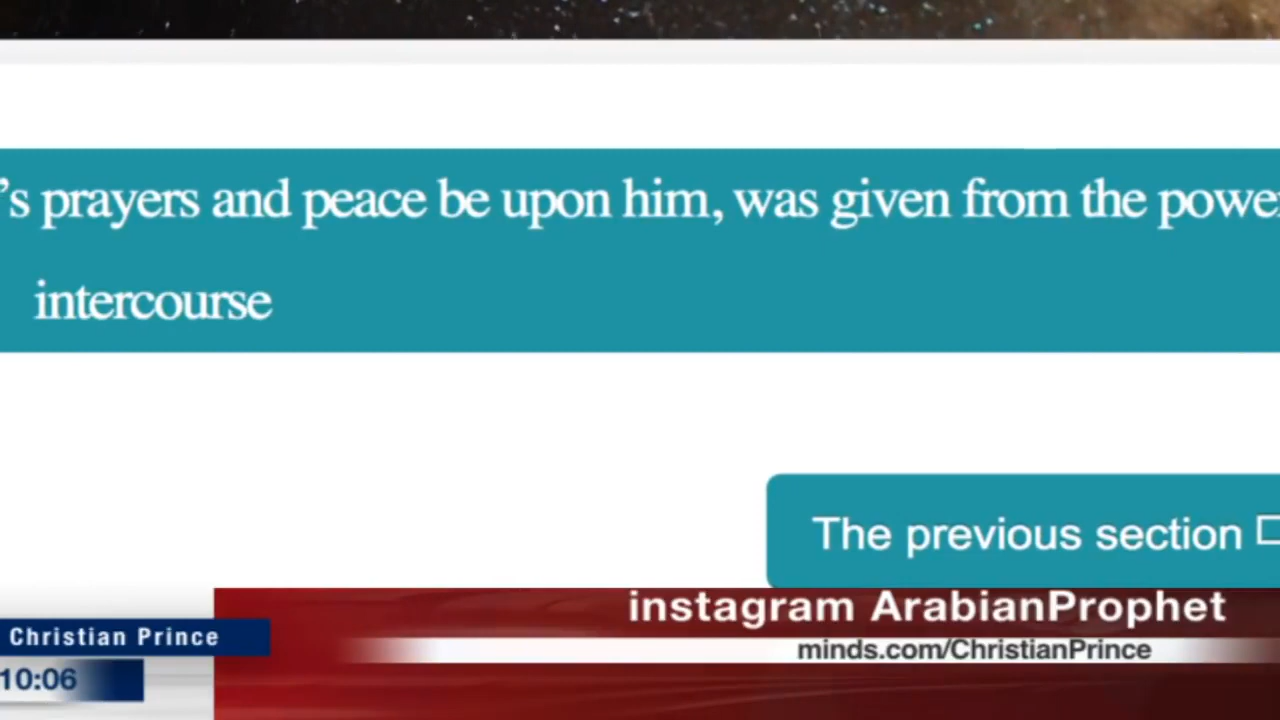 ’s prayers and peace be upon him, was given from the power
intercourse
The previous section
instagram ArabianProphet
Christian Prince
minds.com/ChristianPrince
10:06